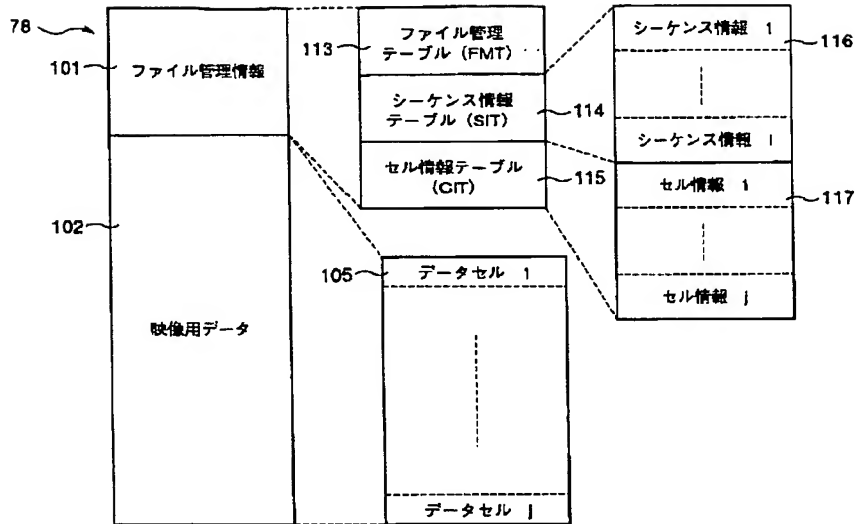 78
101
ファイル管理情報
102
映像用データ
113
ファイル管理
テーブル (FMT)
シーケンス情報
テーブル (SIT)
114
セル情報テーブル
(CIT)
115
105
データセル 1
データセル j
シーケンス情報 1
116
シーケンス情報 i
セル情報 1
117
セル情報 j